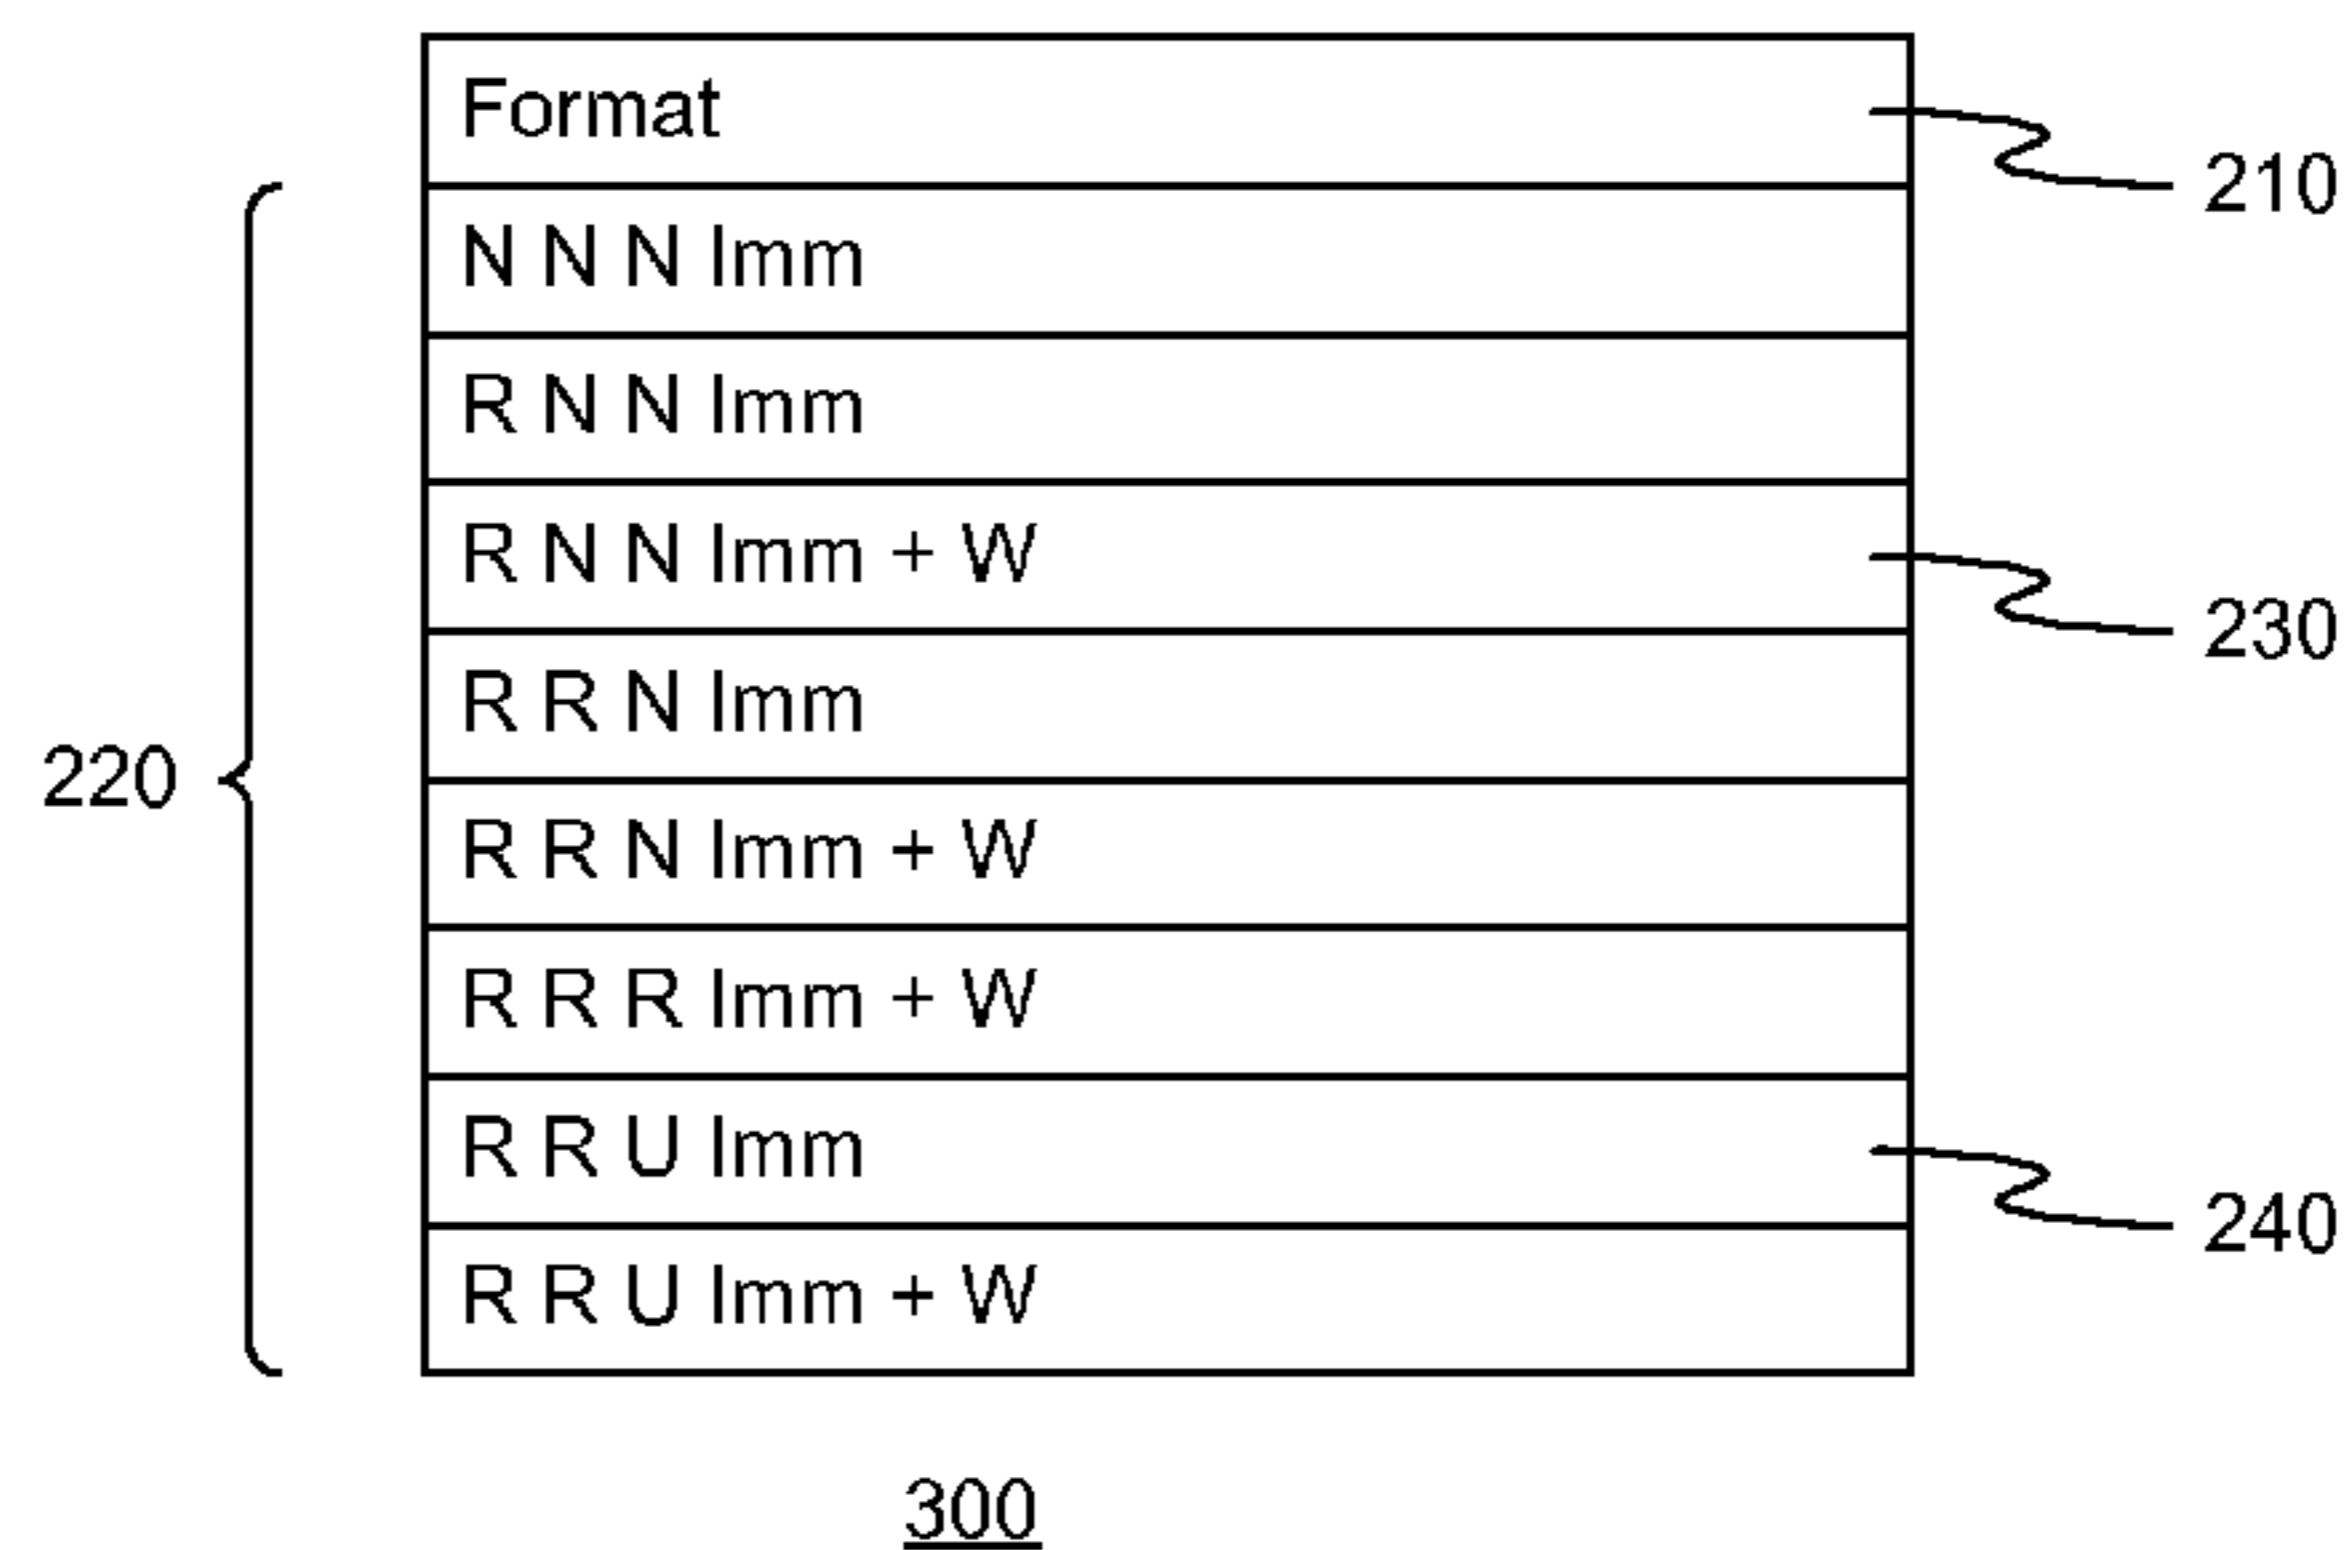 Format
210
N N N Imm
R N N Imm
R N N Imm + W
230
R R N Imm
220
R R N Imm + W
R R R Imm + W
R R U Imm
240
R R U Imm + W
300